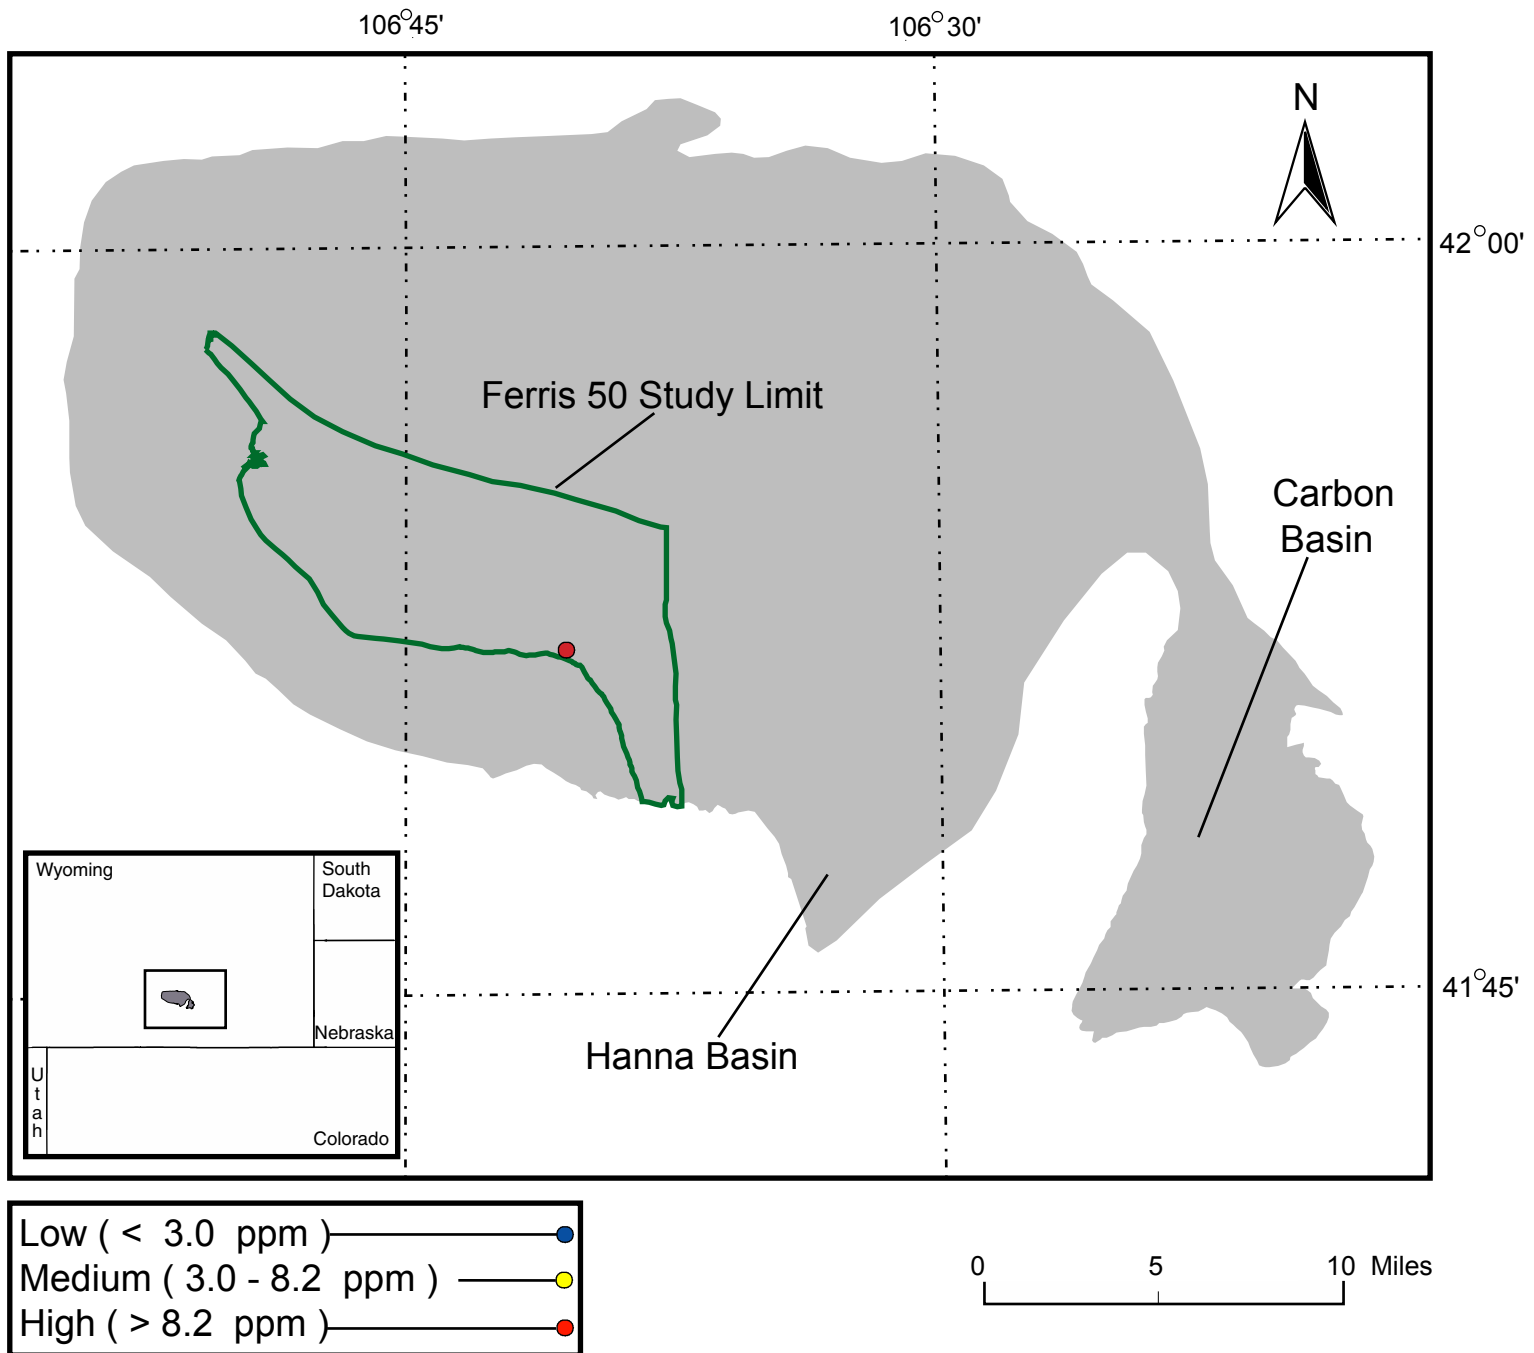 106°45'
106°30'
N
42°00'
Ferris 50 Study Limit
Carbon
Basin
Wyoming
South
Dakota
41°45'
Nebraska
Hanna Basin
Utah
Colorado
Low ( < 3.0 ppm )
Medium ( 3.0 - 8.2 ppm )
High ( > 8.2 ppm )
0 5 10 Miles